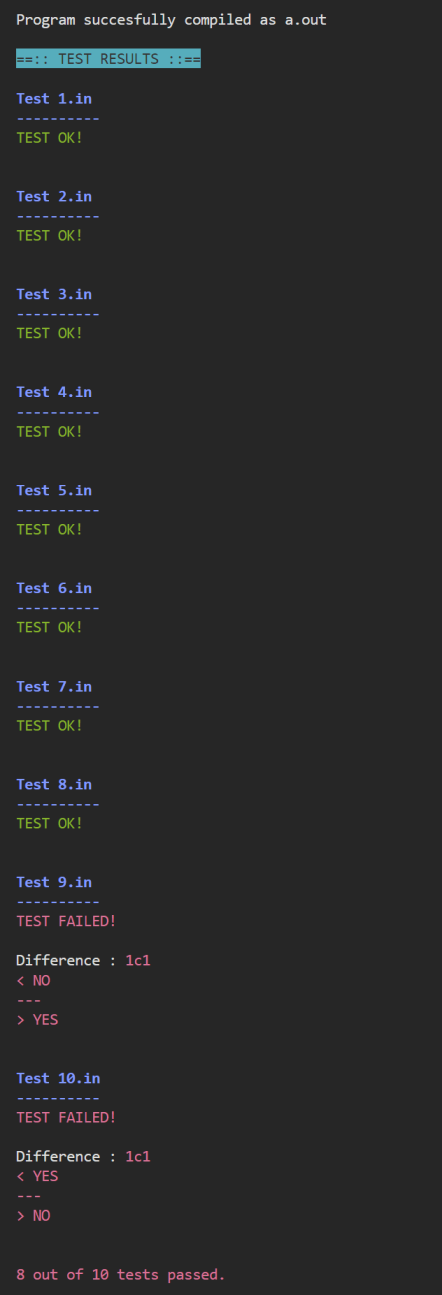 Program succesfully compiled as a.out
==:: TEST RESULTS ::==
Test 1.in
----------
TEST OK!
Test 2.in
----------
TEST OK!
Test 3.in
----------
TEST OK!
Test 4.in
----------
TEST OK!
Test 5.in
----------
TEST OK!
Test 6.in
----------
TEST OK!
Test 7.in
----------
TEST OK!
Test 8.in
----------
TEST OK!
Test 9.in
----------
TEST FAILED!
Difference : 1c1
< NO
---
> YES
Test 10.in
----------
TEST FAILED!
Difference : 1c1
< YES
---
> NO
8 out of 10 tests passed.